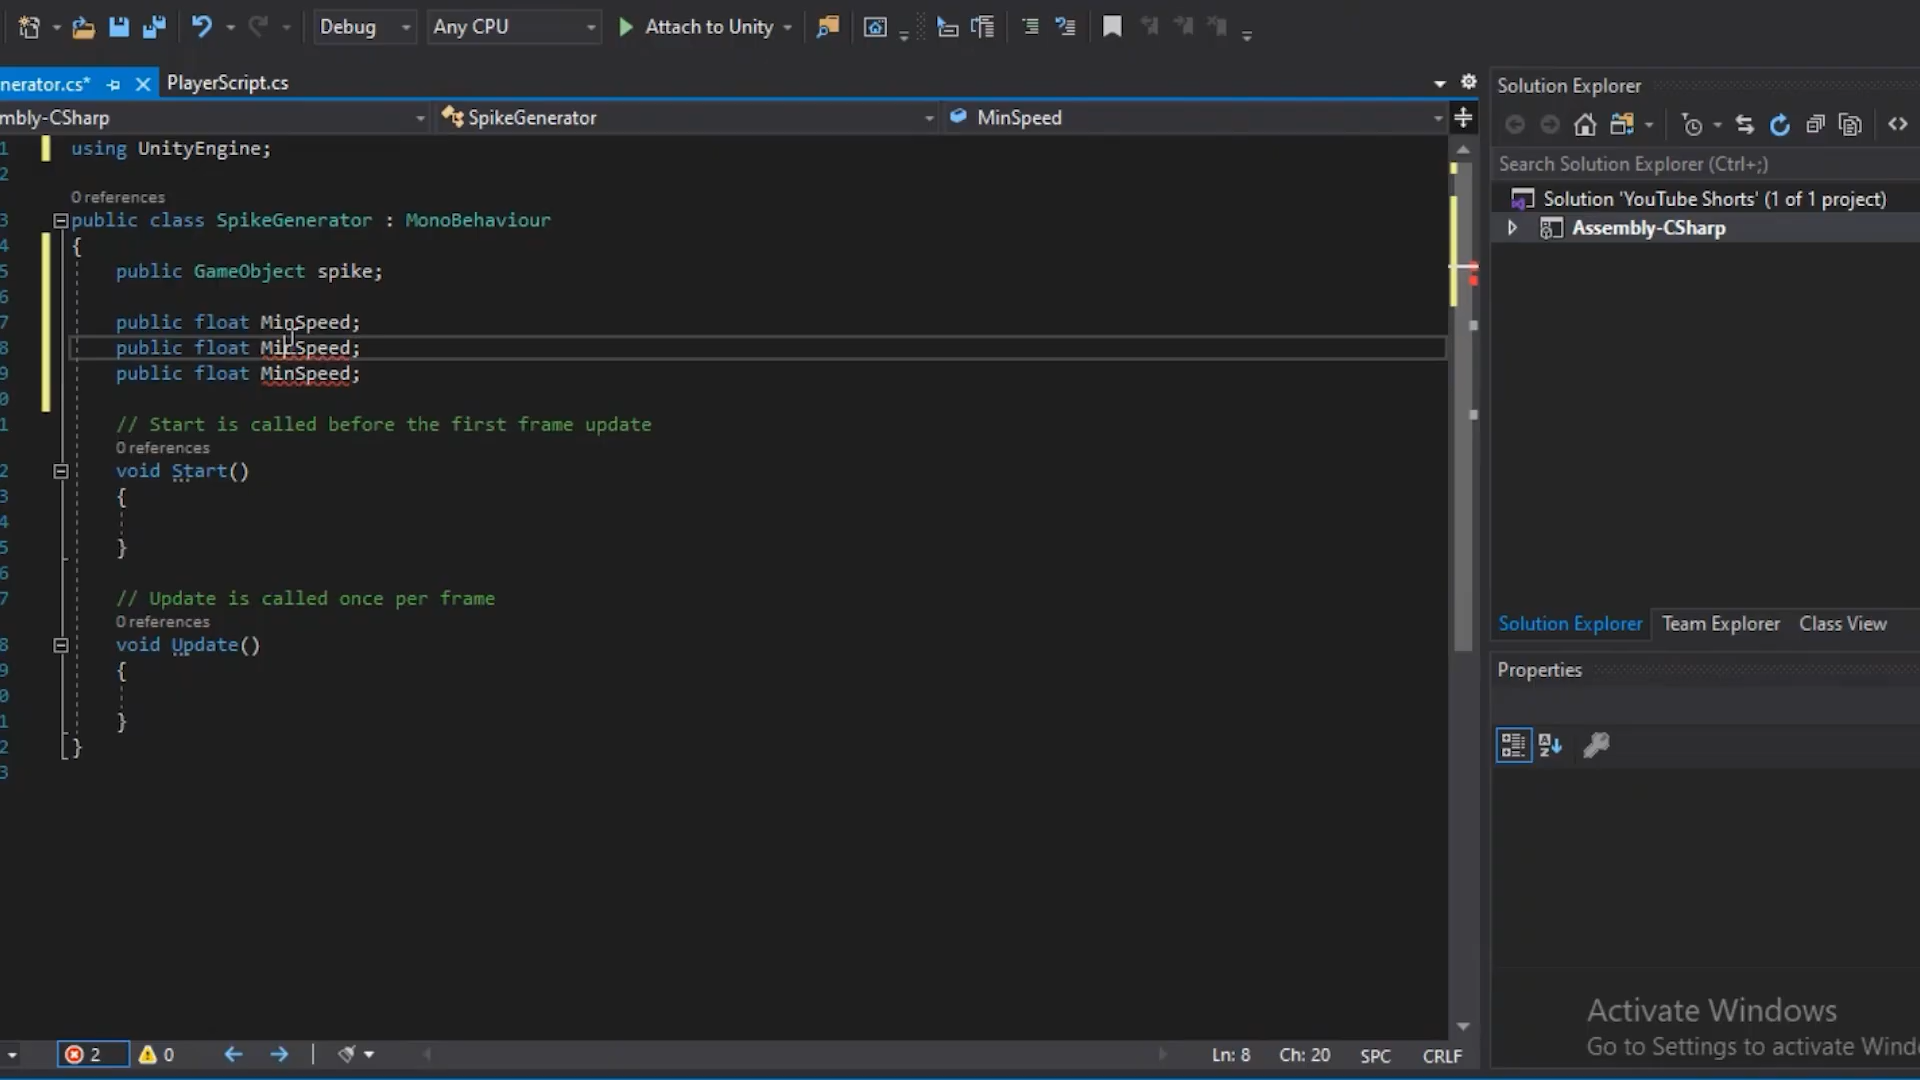 Debug Any CPU Attach to Unity
nerator.cs* PlayerScript.cs
mbly-CSharp SpikeGenerator MinSpeed
1 using UnityEngine;
2
0 references
3 public class SpikeGenerator : MonoBehaviour
4 {
5 public GameObject spike;
6
7 public float MinSpeed;
8 public float MinSpeed;
9 public float MinSpeed;
0
1 // Start is called before the first frame update
0 references
2 void Start()
3 {
4
5 }
6
7 // Update is called once per frame
0 references
8 void Update()
9 {
0
1 }
2 }
3
Solution Explorer
Search Solution Explorer (Ctrl+;)
Solution 'YouTube Shorts' (1 of 1 project)
Assembly-CSharp
Solution Explorer Team Explorer Class View
Properties
Activate Windows
Go to Settings to activate Windo
2 0 Ln: 8 Ch: 20 SPC CRLF